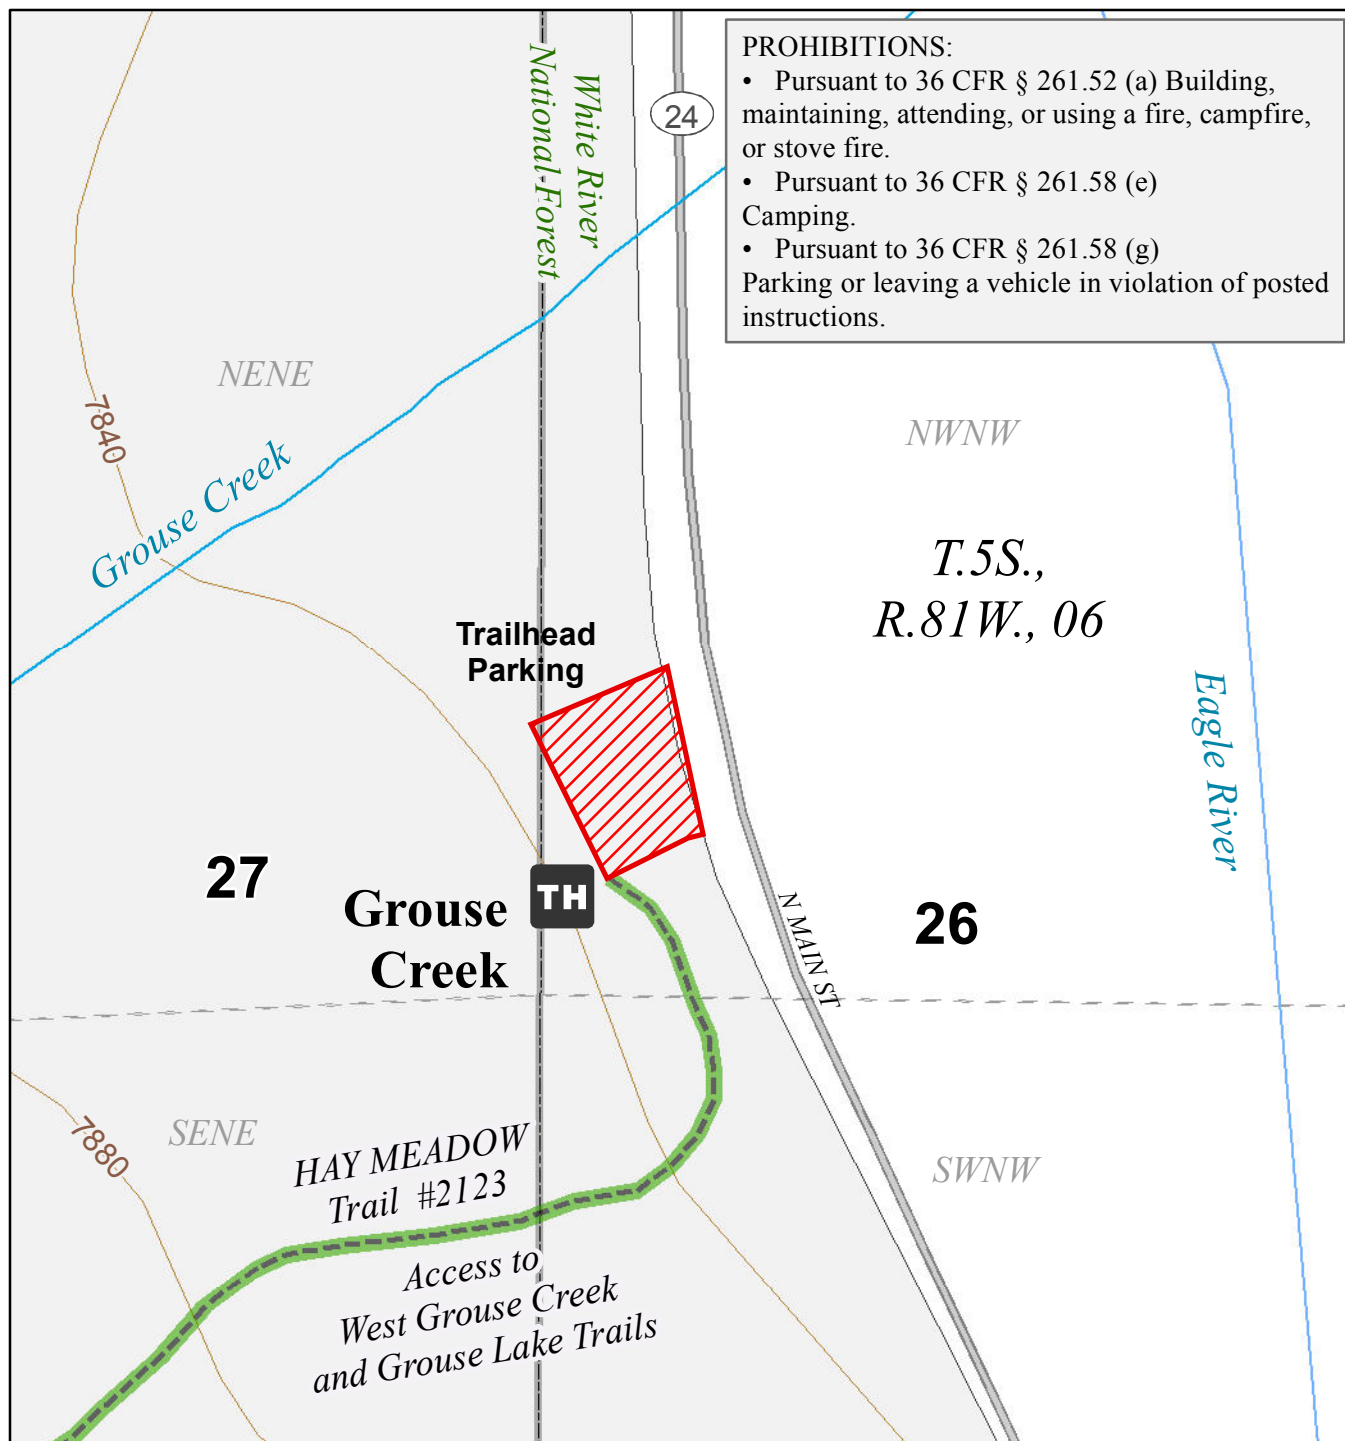 PROHIBITIONS:
• Pursuant to 36 CFR § 261.52 (a) Building,
maintaining, attending, or using a fire, campfire,
or stove fire.
• Pursuant to 36 CFR § 261.58 (e)
Camping.
• Pursuant to 36 CFR § 261.58 (g)
Parking or leaving a vehicle in violation of posted
instructions.
White River
National Forest
24
NENE
7840
NWNW
Grouse Creek
T.5S.,
R.81W., 06
Trailhead
Parking
Eagle River
27
TH
Grouse
Creek
N MAIN ST
26
SENE
7880
HAY MEADOW
Trail #2123
SWNW
Access to
West Grouse Creek
and Grouse Lake Trails